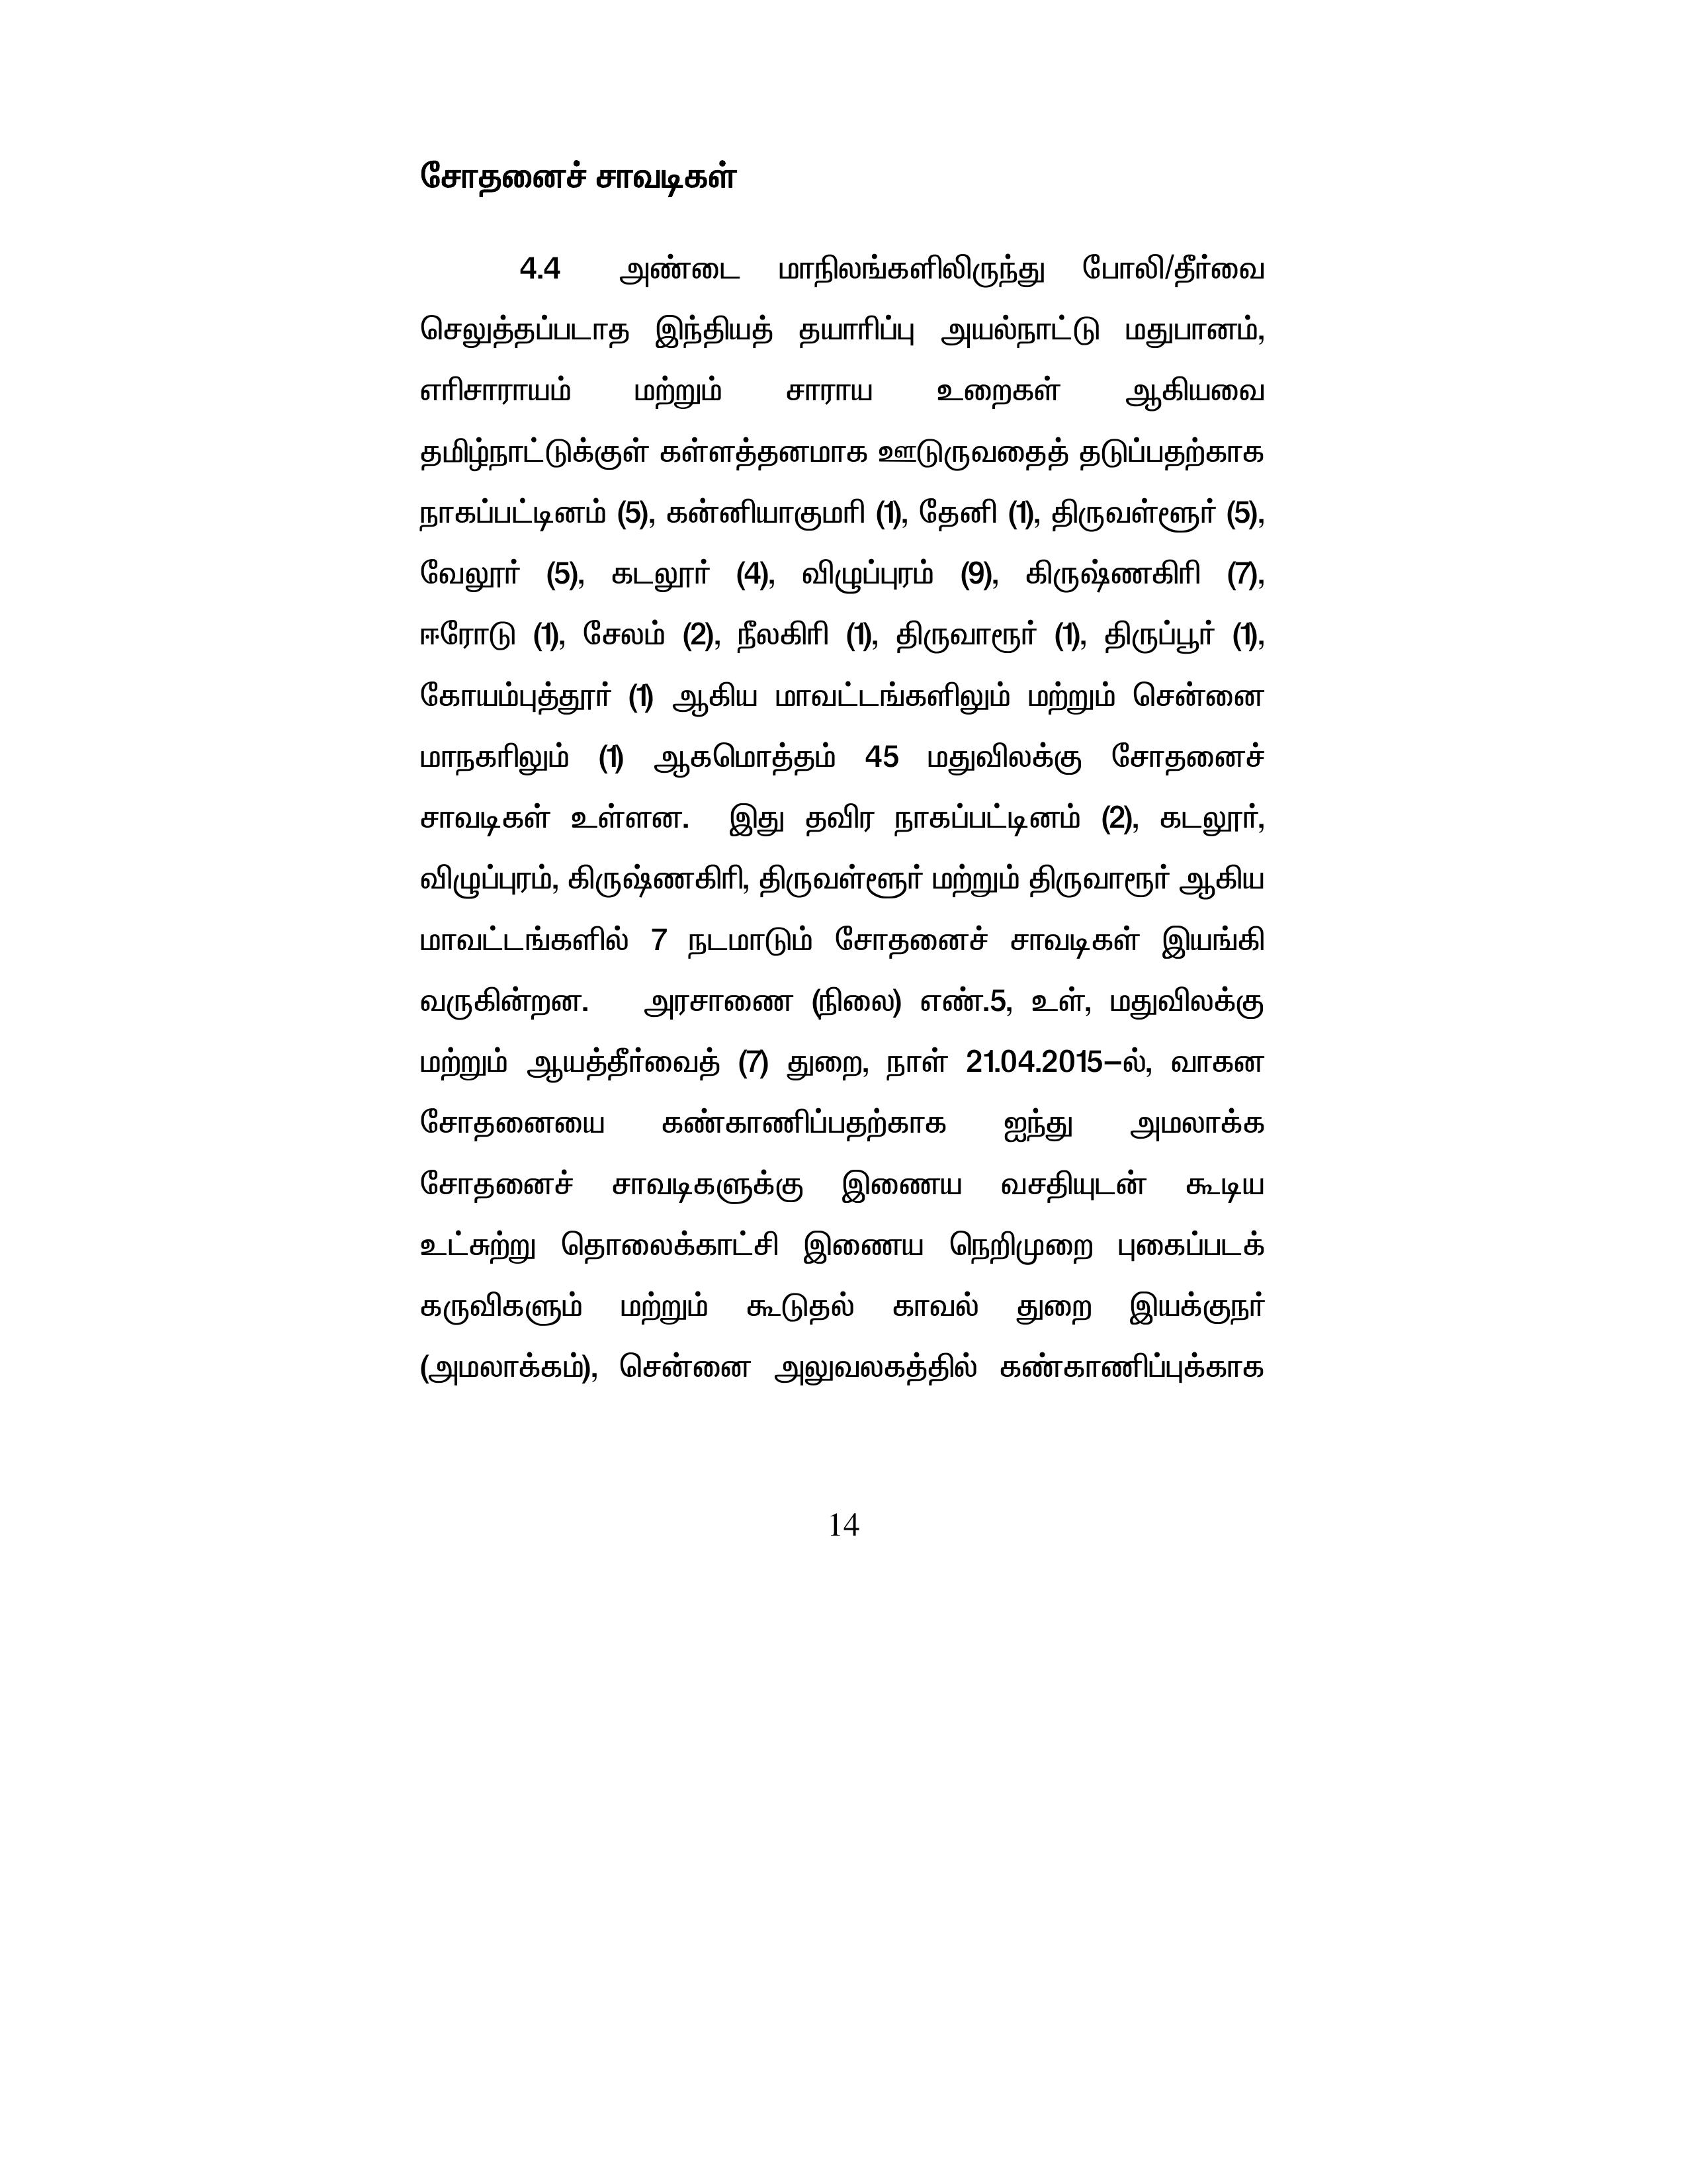 சோதனைச் சாவடிகள்
4.4 அண்டை மாநிலங்களிலிருந்து போலி/தீர்வை
செலுத்தப்படாத இந்தியத் தயாரிப்பு அயல்நாட்டு மதுபானம்,
எரிசாராயம் மற்றும் சாராய உறைகள் ஆகியவை
தமிழ்நாட்டுக்குள் கள்ளத்தனமாக ஊடுருவதைத் தடுப்பதற்காக
நாகப்பட்டினம் (5), கன்னியாகுமரி (1), தேனி (1), திருவள்ளூர் (5),
வேலூர் (5), கடலூர் (4), விழுப்புரம் (9), கிருஷ்ணகிரி (7),
ஈரோடு (1), சேலம் (2), நீலகிரி (1), திருவாரூர் (1), திருப்பூர் (1),
கோயம்புத்தூர் (1) ஆகிய மாவட்டங்களிலும் மற்றும் சென்னை
மாநகரிலும் (1) ஆகமொத்தம் 45 மதுவிலக்கு சோதனைச்
சாவடிகள் உள்ளன. இது தவிர நாகப்பட்டினம் (2), கடலூர்,
விழுப்புரம், கிருஷ்ணகிரி, திருவள்ளூர் மற்றும் திருவாரூர் ஆகிய
மாவட்டங்களில் 7 நடமாடும் சோதனைச் சாவடிகள் இயங்கி
வருகின்றன. அரசாணை (நிலை) எண்.5, உள், மதுவிலக்கு
மற்றும் ஆயத்தீர்வைத் (7) துறை, நாள் 21.04.2015–ல், வாகன
சோதனையை கண்காணிப்பதற்காக ஐந்து அமலாக்க
சோதனைச் சாவடிகளுக்கு இணைய வசதியுடன் கூடிய
உட்சுற்று தொலைக்காட்சி இணைய நெறிமுறை புகைப்படக்
கருவிகளும் மற்றும் கூடுதல் காவல் துறை இயக்குநர்
(அமலாக்கம்), சென்னை அலுவலகத்தில் கண்காணிப்புக்காக
14